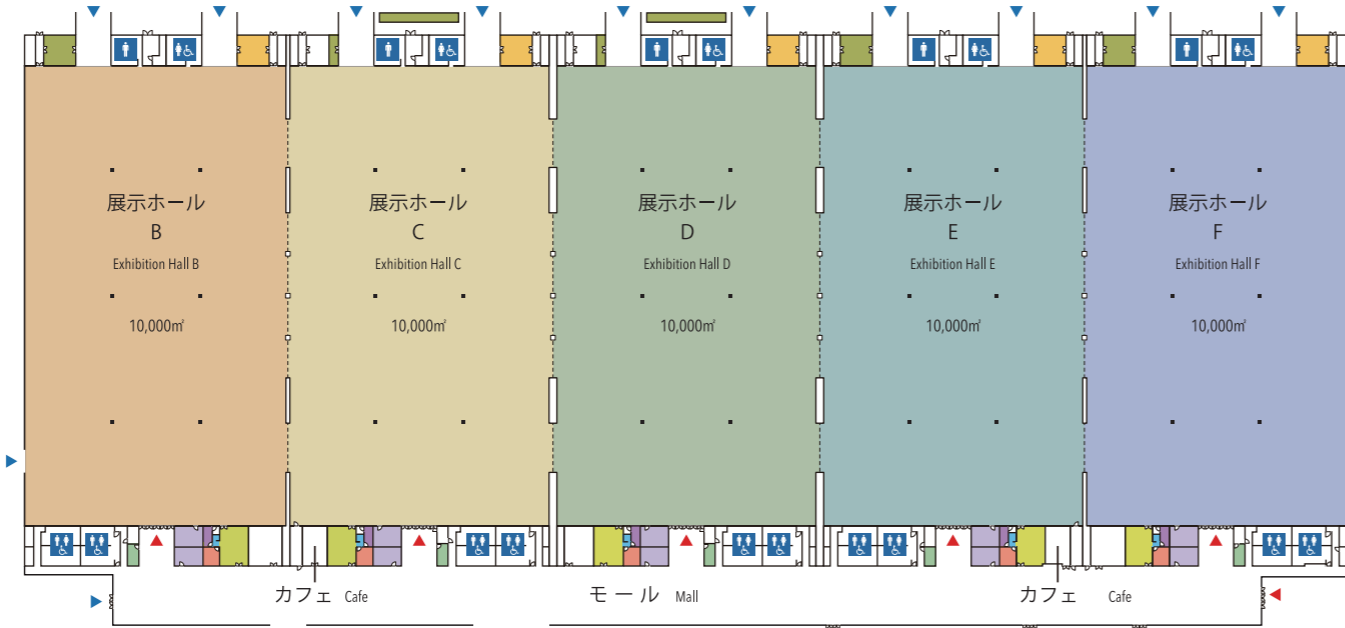 展示ホール
B
Exhibition Hall B
10,000㎡
展示ホール
C
Exhibition Hall C
10,000㎡
展示ホール
D
Exhibition Hall D
10,000㎡
展示ホール
E
Exhibition Hall E
10,000㎡
展示ホール
F
Exhibition Hall F
10,000㎡
カフェ Cafe
モール Mall
カフェ Cafe